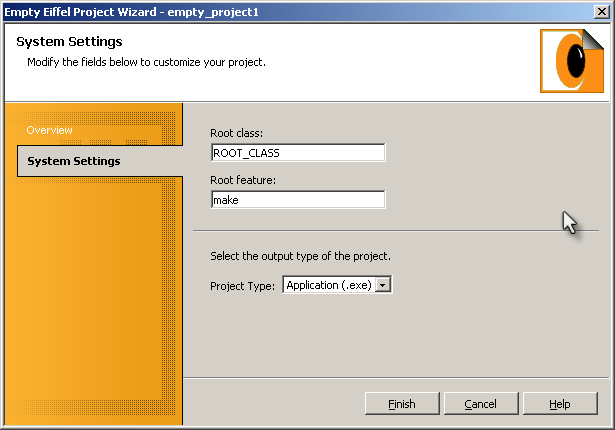 Empty Eiffel Project Wizard - empty_project1
System Settings
Modify the fields below to customize your project.
Overview
System Settings
Root class:
ROOT_CLASS
Root feature:
make
Select the output type of the project.
Project Type: Application (.exe)
Finish Cancel Help